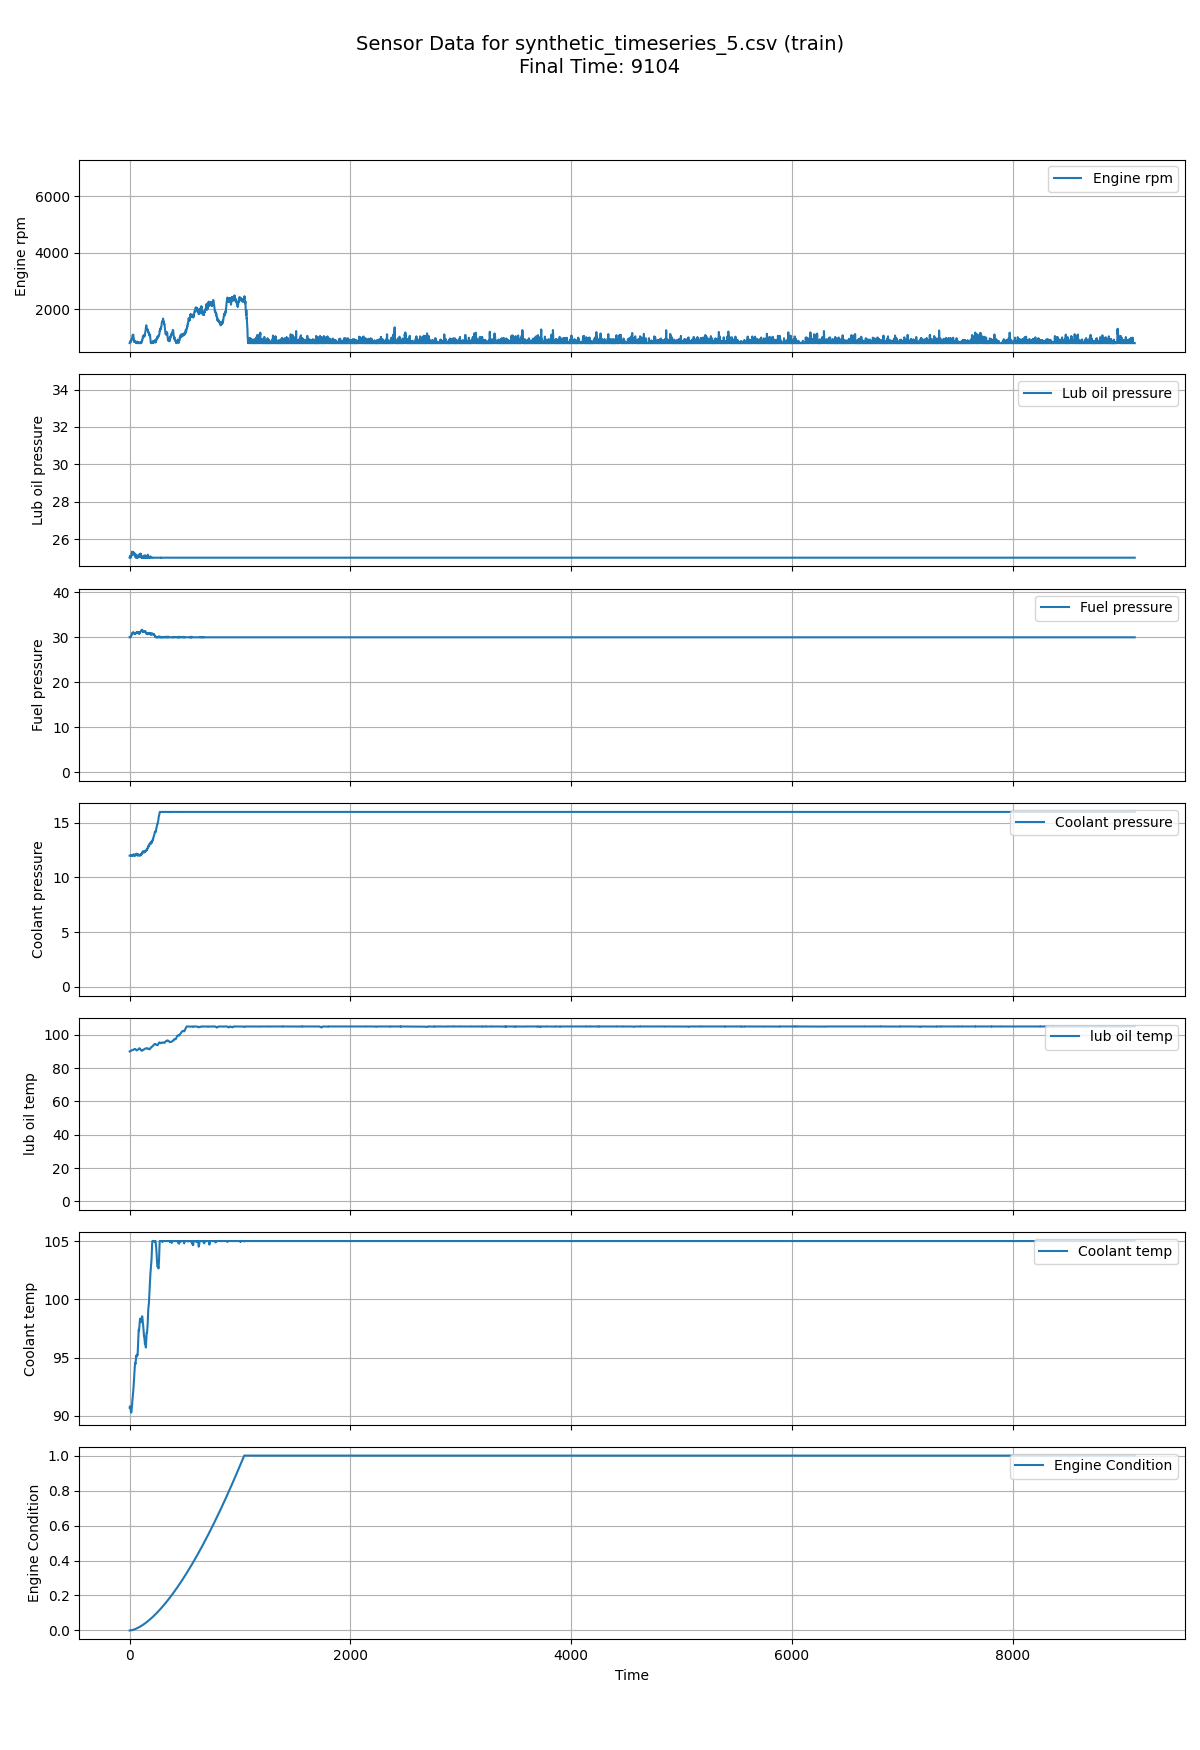 Sensor Data for synthetic_timeseries_5.csv (train)
Final Time: 9104
Engine rpm
6000
4000
2000
Engine rpm
Lub oil pressure
34
32
30
28
26
Lub oil pressure
Fuel pressure
40
30
20
10
0
Fuel pressure
Coolant pressure
15
10
5
0
Coolant pressure
lub oil temp
100
80
60
40
20
0
lub oil temp
Coolant temp
105
100
95
90
Coolant temp
Engine Condition
1.0
0.8
0.6
0.4
0.2
0.0
Engine Condition
0 2000 4000 6000 8000
Time